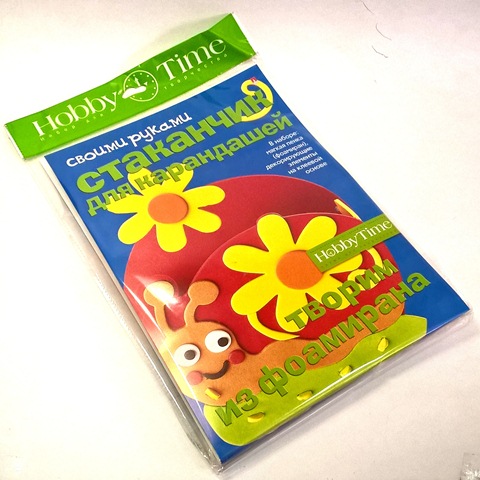 Hobby Time
своими руками
стаканчик
для карандашей
В наборе:
мягкая пенка
(фоамиран),
декорирующие
элементы
на клеевой
основе
HobbyTime
творим
из фоамирана